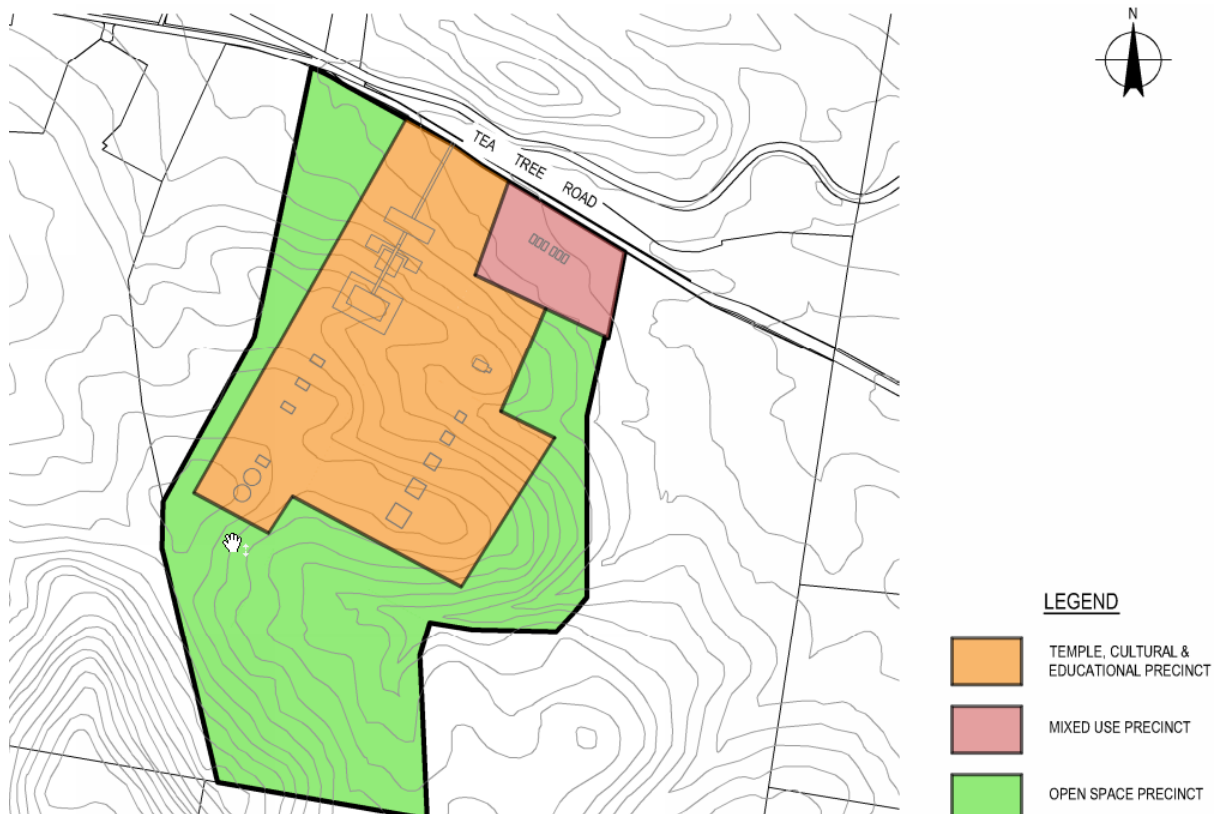 N
TEA TREE ROAD
LEGEND
TEMPLE, CULTURAL &
EDUCATIONAL PRECINCT
MIXED USE PRECINCT
OPEN SPACE PRECINCT